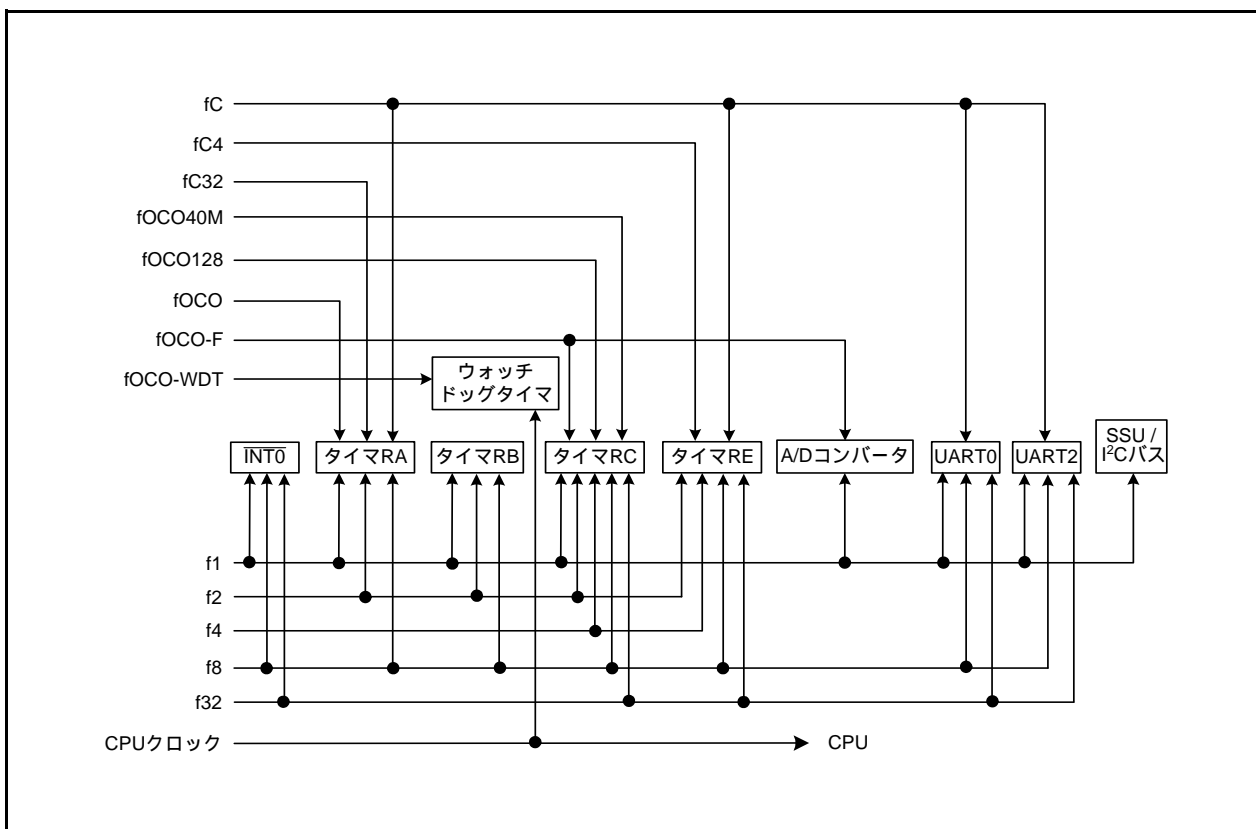 fC
fC4
fC32
fOCO40M
fOCO128
fOCO
fOCO-F
fOCO-WDT
ウォッチ
ドッグタイマ
INT0
タイマRA
タイマRB
タイマRC
タイマRE
A/Dコンバータ
UART0
UART2
SSU /
I²Cバス
f1
f2
f4
f8
f32
CPUクロック
CPU